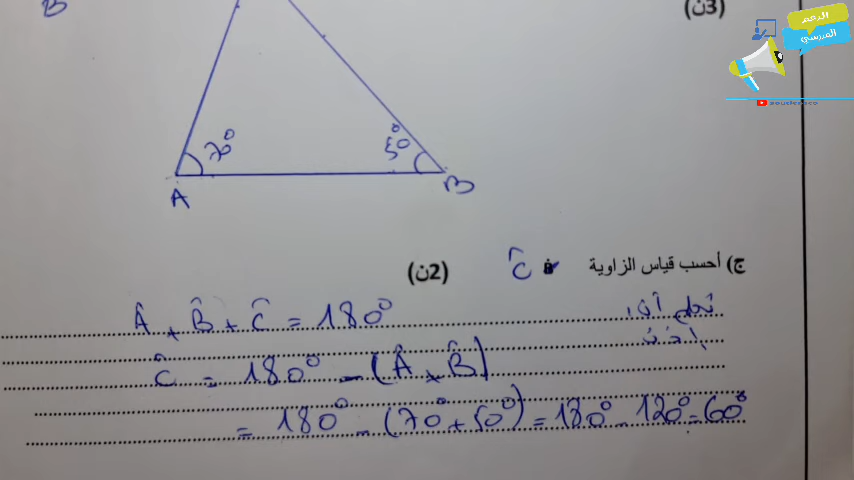 B
(3ن)
الدعم
المدرسي
70°
50°
A
B
ج) أحسب قياس الزاوية Ĉ (2ن)
نعلم أن:
Â + B̂ + Ĉ = 180°
إذن
Ĉ = 180° - (Â + B̂)
= 180° - (70° + 50°) = 180° - 120° = 60°